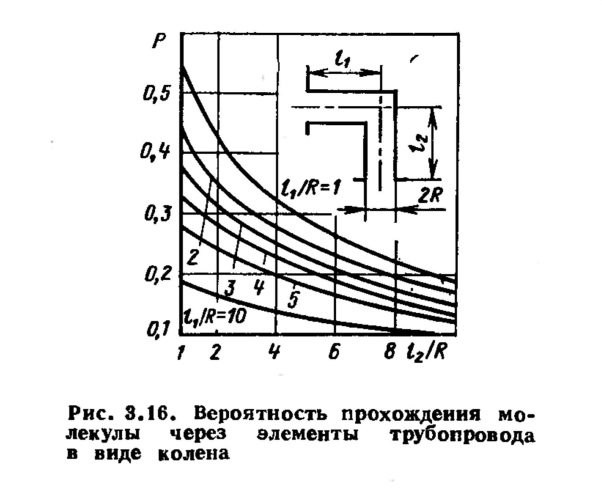 P
0,5
0,4
0,3
0,2
0,1
l₁
l₂
2R
l₁/R=1
2
3
4
5
l₁/R=10
1 2 4 6 8 l₂/R
Рис. 3.16. Вероятность прохождения мо-
лекулы через элементы трубопровода
в виде колена